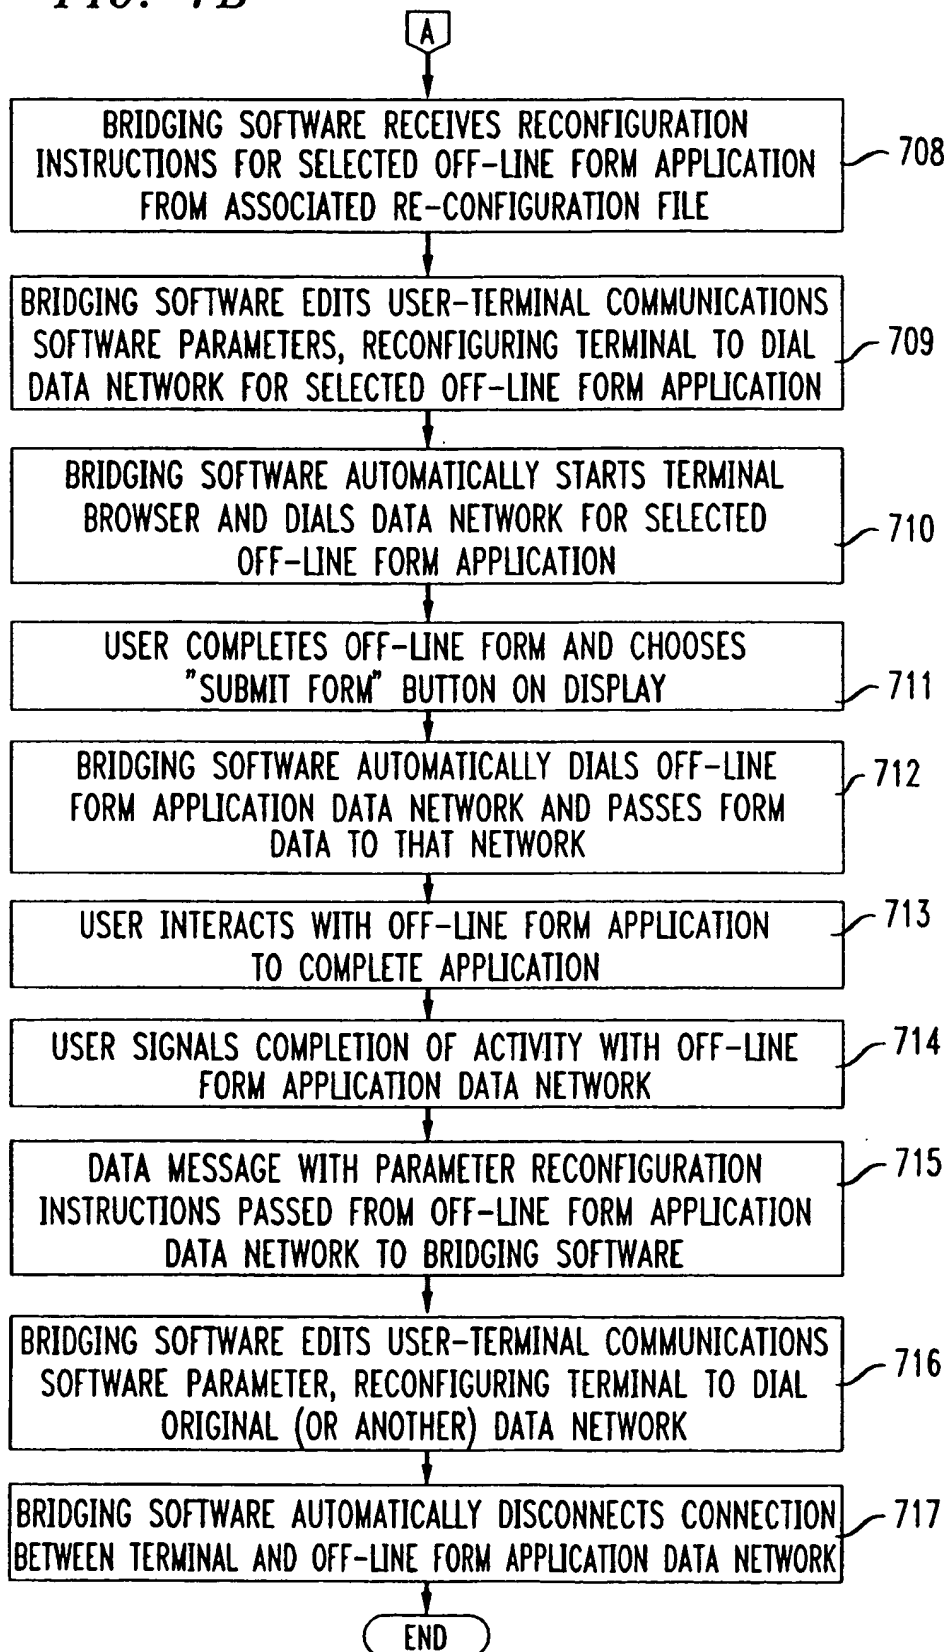 FIG. 7B
A
BRIDGING SOFTWARE RECEIVES RECONFIGURATION
INSTRUCTIONS FOR SELECTED OFF-LINE FORM APPLICATION
FROM ASSOCIATED RE-CONFIGURATION FILE
708
BRIDGING SOFTWARE EDITS USER-TERMINAL COMMUNICATIONS
SOFTWARE PARAMETERS, RECONFIGURING TERMINAL TO DIAL
DATA NETWORK FOR SELECTED OFF-LINE FORM APPLICATION
709
BRIDGING SOFTWARE AUTOMATICALLY STARTS TERMINAL
BROWSER AND DIALS DATA NETWORK FOR SELECTED
OFF-LINE FORM APPLICATION
710
USER COMPLETES OFF-LINE FORM AND CHOOSES
"SUBMIT FORM" BUTTON ON DISPLAY
711
BRIDGING SOFTWARE AUTOMATICALLY DIALS OFF-LINE
FORM APPLICATION DATA NETWORK AND PASSES FORM
DATA TO THAT NETWORK
712
USER INTERACTS WITH OFF-LINE FORM APPLICATION
TO COMPLETE APPLICATION
713
USER SIGNALS COMPLETION OF ACTIVITY WITH OFF-LINE
FORM APPLICATION DATA NETWORK
714
DATA MESSAGE WITH PARAMETER RECONFIGURATION
INSTRUCTIONS PASSED FROM OFF-LINE FORM APPLICATION
DATA NETWORK TO BRIDGING SOFTWARE
715
BRIDGING SOFTWARE EDITS USER-TERMINAL COMMUNICATIONS
SOFTWARE PARAMETER, RECONFIGURING TERMINAL TO DIAL
ORIGINAL (OR ANOTHER) DATA NETWORK
716
BRIDGING SOFTWARE AUTOMATICALLY DISCONNECTS CONNECTION
BETWEEN TERMINAL AND OFF-LINE FORM APPLICATION DATA NETWORK
717
END